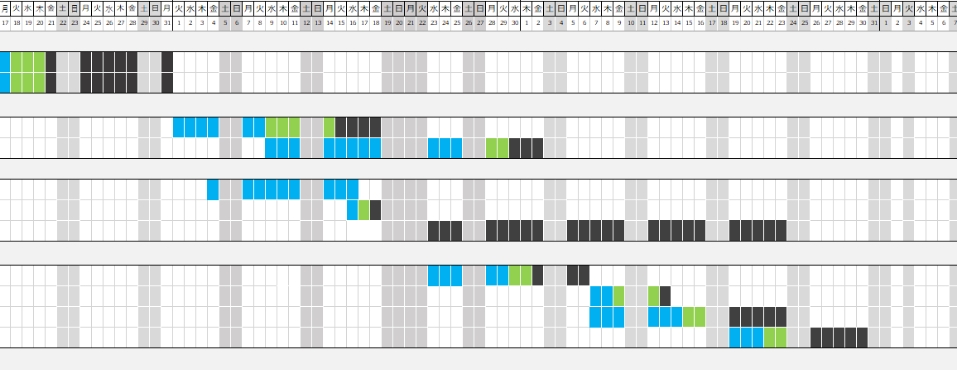 月 火 水 木 金 土 日 月 火 水 木 金 土 日 月 火 水 木 金 土 日 月 火 水 木 金 土 日 月 火 水 木 金 土 日 月 火 水 木 金 土 日 月 火 水 木 金 土 日 月 火 水 木 金 土 日 月 火 水 木 金 土 日 月 火 水 木 金 土 日 月 火 水 木 金 土 日 月 火 水 木 金 土
17 18 19 20 21 22 23 24 25 26 27 28 29 30 31 1 2 3 4 5 6 7 8 9 10 11 12 13 14 15 16 17 18 19 20 21 22 23 24 25 26 27 28 29 30 1 2 3 4 5 6 7 8 9 10 11 12 13 14 15 16 17 18 19 20 21 22 23 24 25 26 27 28 29 30 31 1 2 3 4 5 6 7